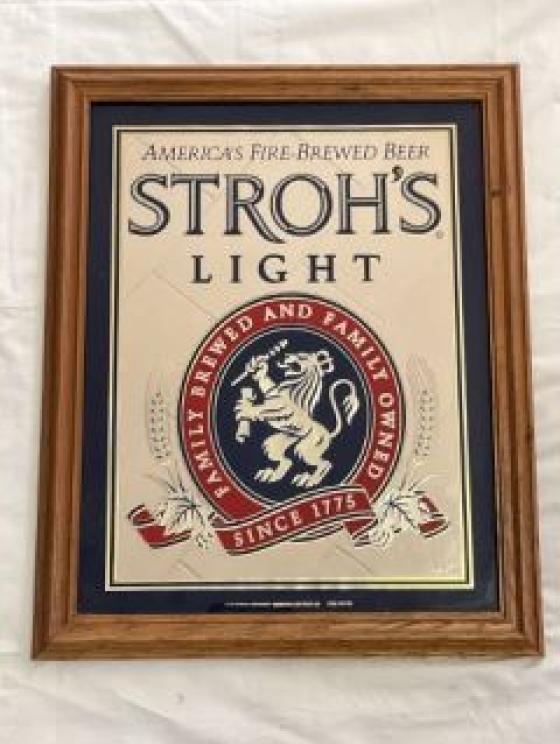 AMERICA'S FIRE-BREWED BEER
STROH'S
LIGHT
FAMILY BREWED AND FAMILY OWNED
SINCE 1775